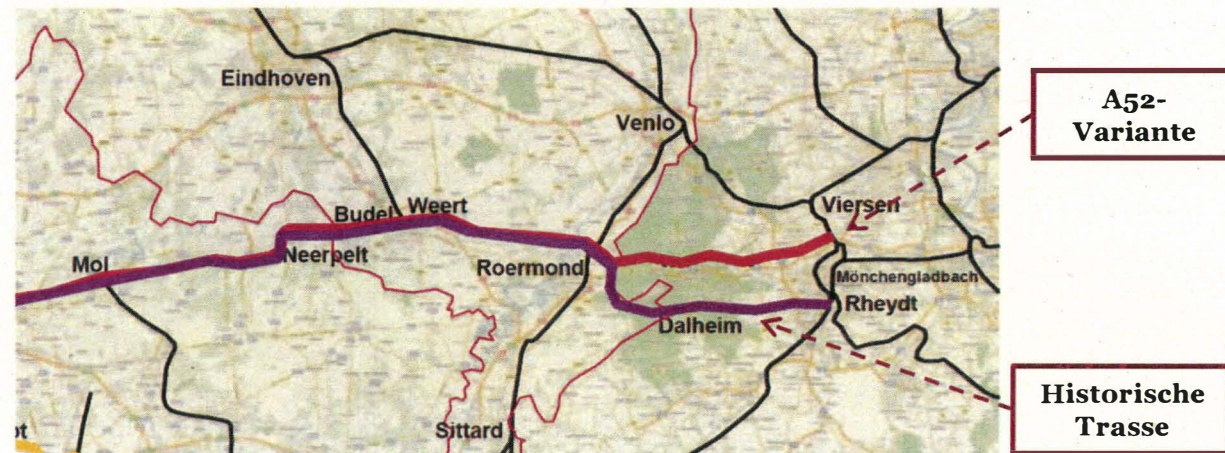 Eindhoven
Venlo
A52-
Variante
Budel
Weert
Viersen
Mol
Neerpelt
Roermond
Mönchengladbach
Rheydt
Dalheim
Historische
Trasse
Sittard